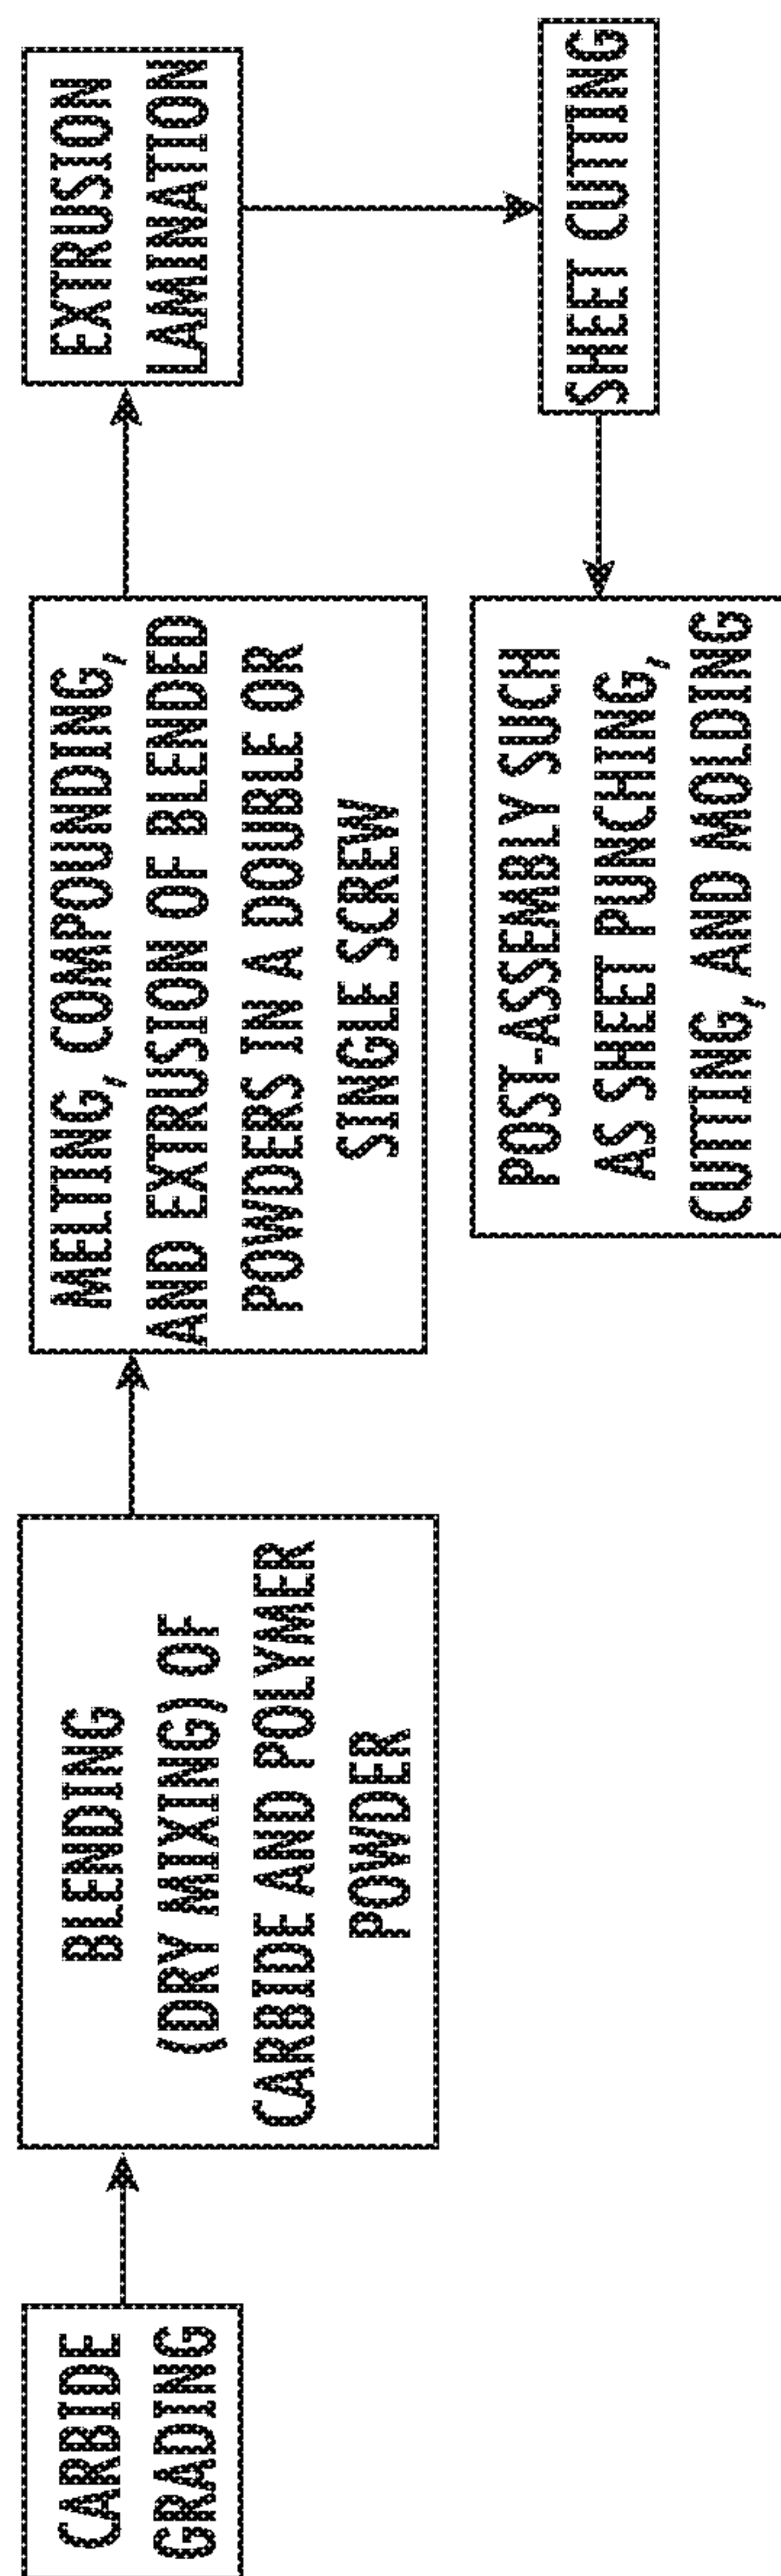 CARBIDE
GRADING
BLENDING
(DRY MIXING) OF
CARBIDE AND POLYMER
POWDER
MELTING, COMPOUNDING,
AND EXTRUSION OF BLENDED
POWDERS IN A DOUBLE OR
SINGLE SCREW
EXTRUSION
LAMINATION
SHEET CUTTING
POST-ASSEMBLY SUCH
AS SHEET PUNCHING,
CUTTING, AND MOLDING